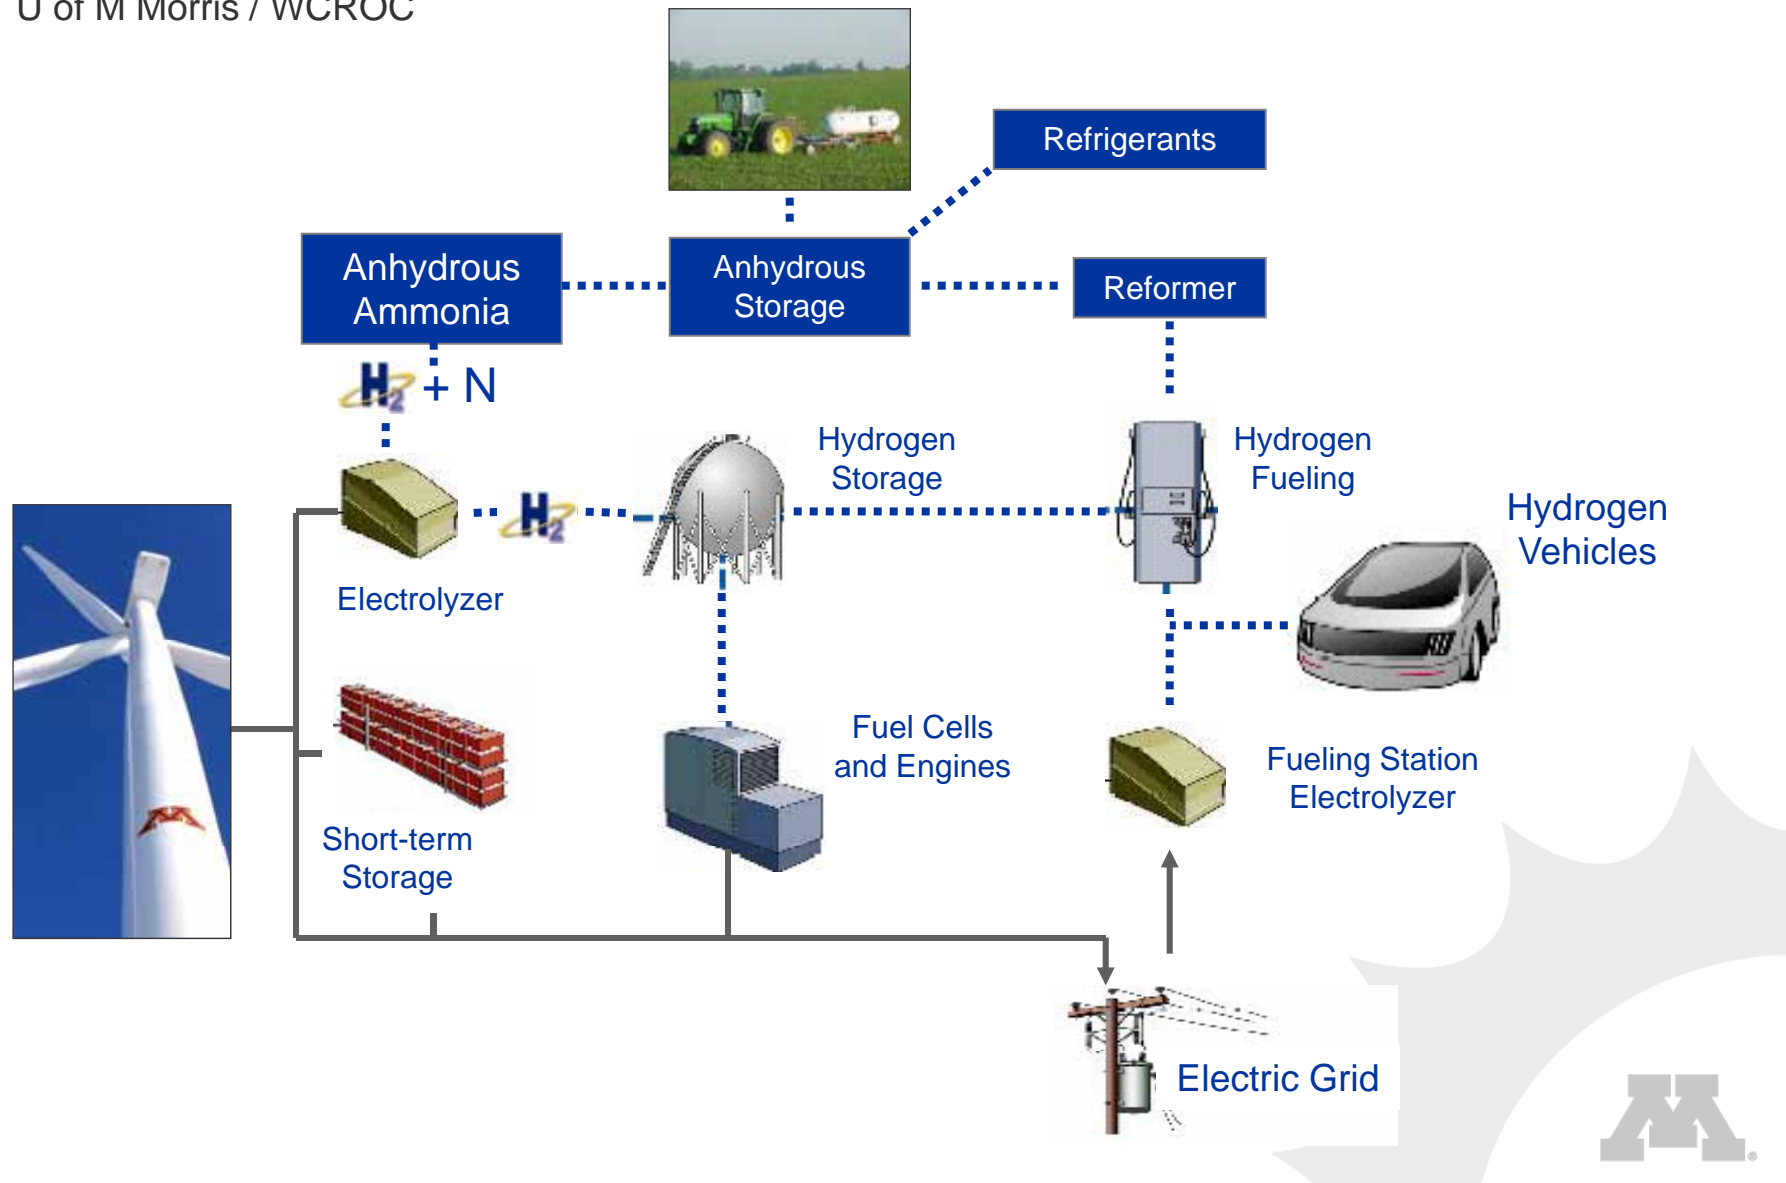 U of M Morris / WCROC
Refrigerants
Anhydrous
Ammonia
Anhydrous
Storage
Reformer
H2 + N
Hydrogen
Storage
Hydrogen
Fueling
H2
Hydrogen
Vehicles
Electrolyzer
Fuel Cells
and Engines
Fueling Station
Electrolyzer
Short-term
Storage
Electric Grid
M